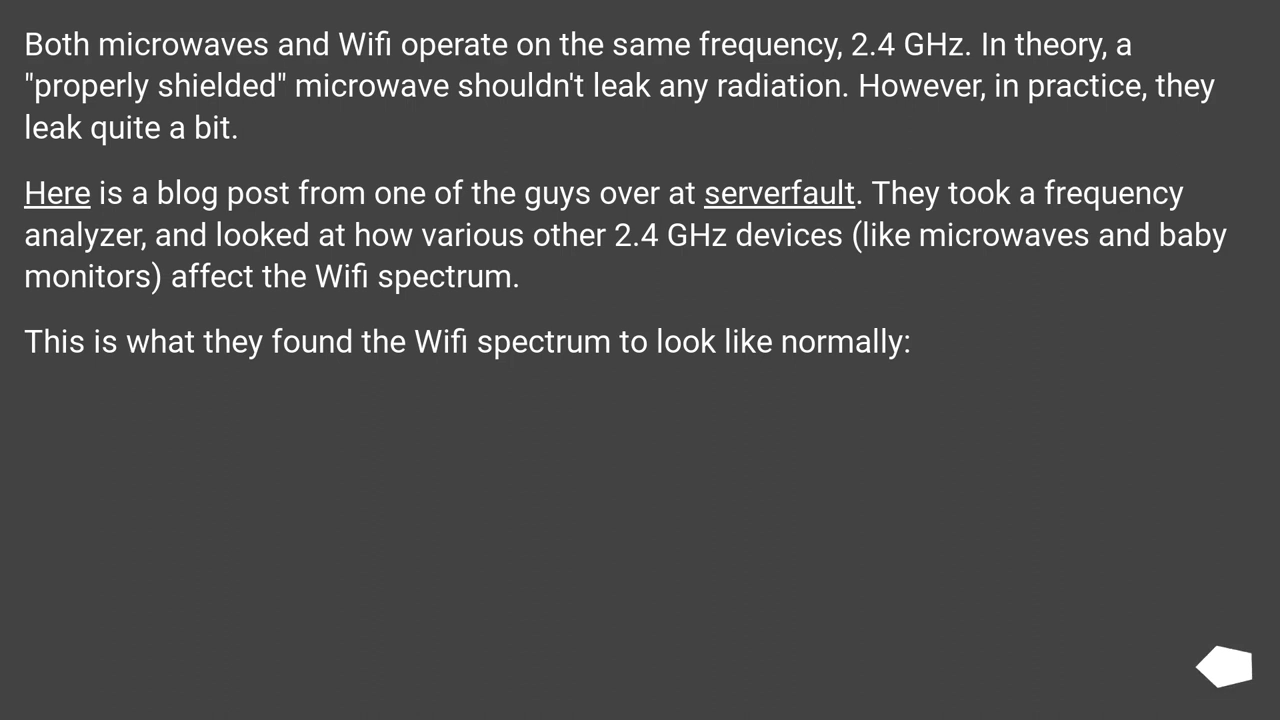 Both microwaves and Wifi operate on the same frequency, 2.4 GHz. In theory, a
"properly shielded" microwave shouldn't leak any radiation. However, in practice, they
leak quite a bit.
Here is a blog post from one of the guys over at serverfault. They took a frequency
analyzer, and looked at how various other 2.4 GHz devices (like microwaves and baby
monitors) affect the Wifi spectrum.
This is what they found the Wifi spectrum to look like normally: